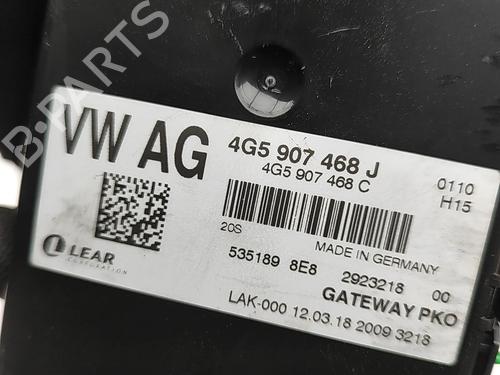 B-PARTS
VW AG
4G5 907 468 J
4G5 907 468 C
0110
H15
20S
MADE IN GERMANY
LEAR
CORPORATION
535189 8E8 2923218 00
GATEWAY PKO
LAK-000 12.03.18 2009 3218